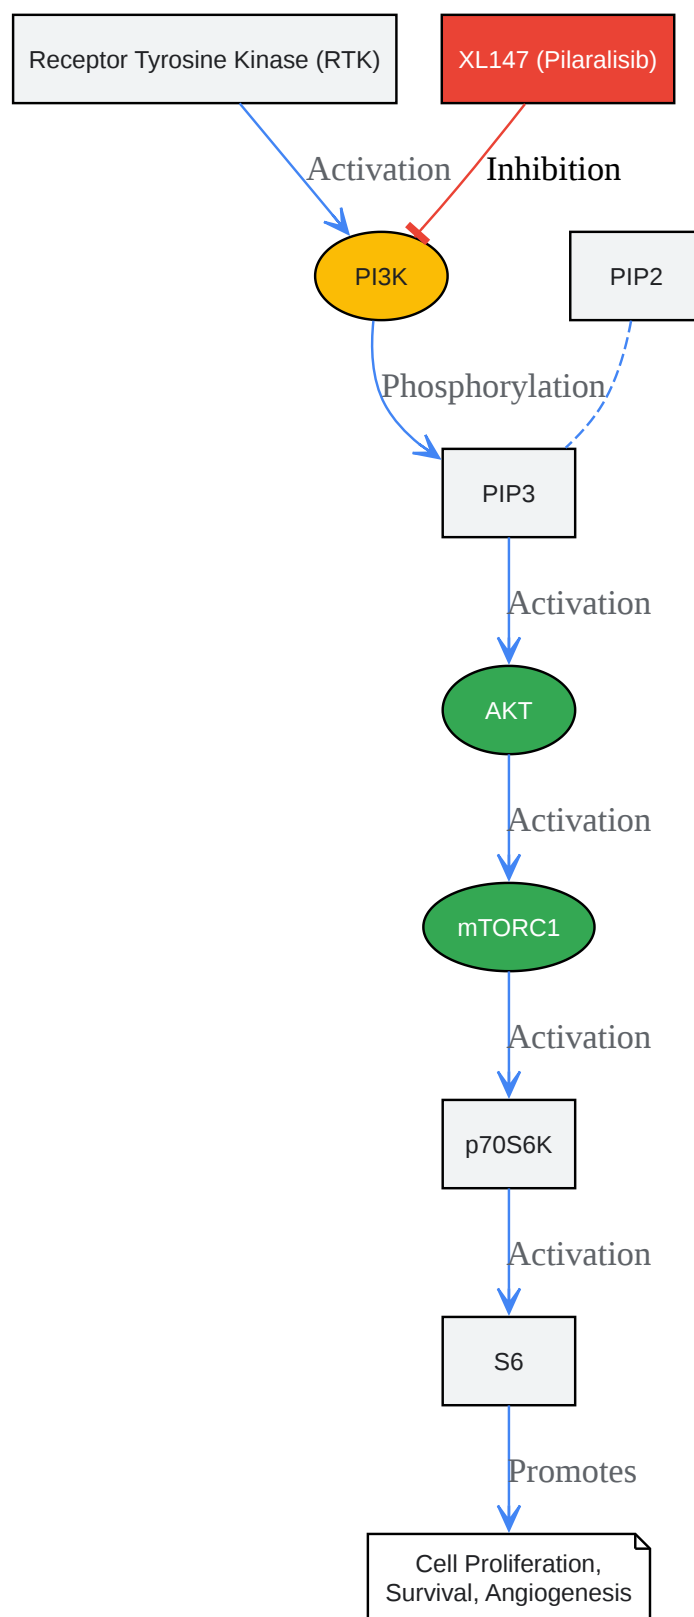 Receptor Tyrosine Kinase (RTK)
XL147 (Pilaralisib)
Activation
Inhibition
PI3K
PIP2
Phosphorylation
PIP3
Activation
AKT
Activation
mTORC1
Activation
p70S6K
Activation
S6
Promotes
Cell Proliferation,
Survival, Angiogenesis